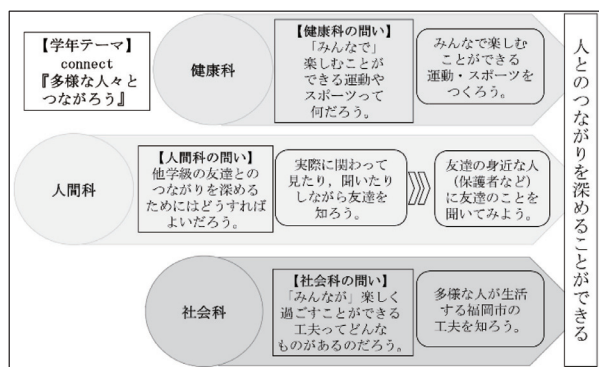 【学年テーマ】
connect
『多様な人々と
つながろう』
健康科
【健康科の問い】
「みんなで」
楽しむことが
できる運動や
スポーツって
何だろう。
みんなで楽しむ
ことができる
運動・スポーツを
つくろう。
人間科
【人間科の問い】
他学級の友達との
つながりを深める
ためにはどうすれば
よいだろう。
実際に関わって
見たり，聞いたり
しながら友達を
知ろう。
友達の身近な人
（保護者など）
に友達のことを
聞いてみよう。
社会科
【社会科の問い】
「みんなが」楽しく
過ごすことができる
工夫ってどんな
ものがあるのだろう。
多様な人が生活
する福岡市の
工夫を知ろう。
人とのつながりを深めることができる